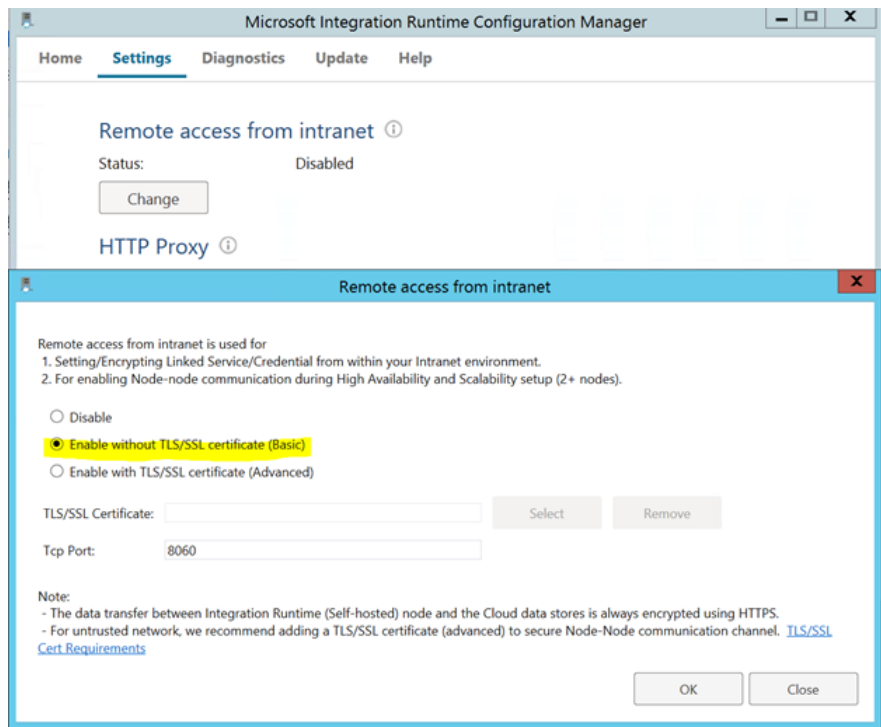 Microsoft Integration Runtime Configuration Manager
Home Settings Diagnostics Update Help
Remote access from intranet
Status: Disabled
Change
HTTP Proxy
Remote access from intranet
Remote access from intranet is used for
1. Setting/Encrypting Linked Service/Credential from within your Intranet environment.
2. For enabling Node-node communication during High Availability and Scalability setup (2+ nodes).
Disable
Enable without TLS/SSL certificate (Basic)
Enable with TLS/SSL certificate (Advanced)
TLS/SSL Certificate: Select Remove
Tcp Port: 8060
Note:
- The data transfer between Integration Runtime (Self-hosted) node and the Cloud data stores is always encrypted using HTTPS.
- For untrusted network, we recommend adding a TLS/SSL certificate (advanced) to secure Node-Node communication channel. TLS/SSL
Cert Requirements
OK Close